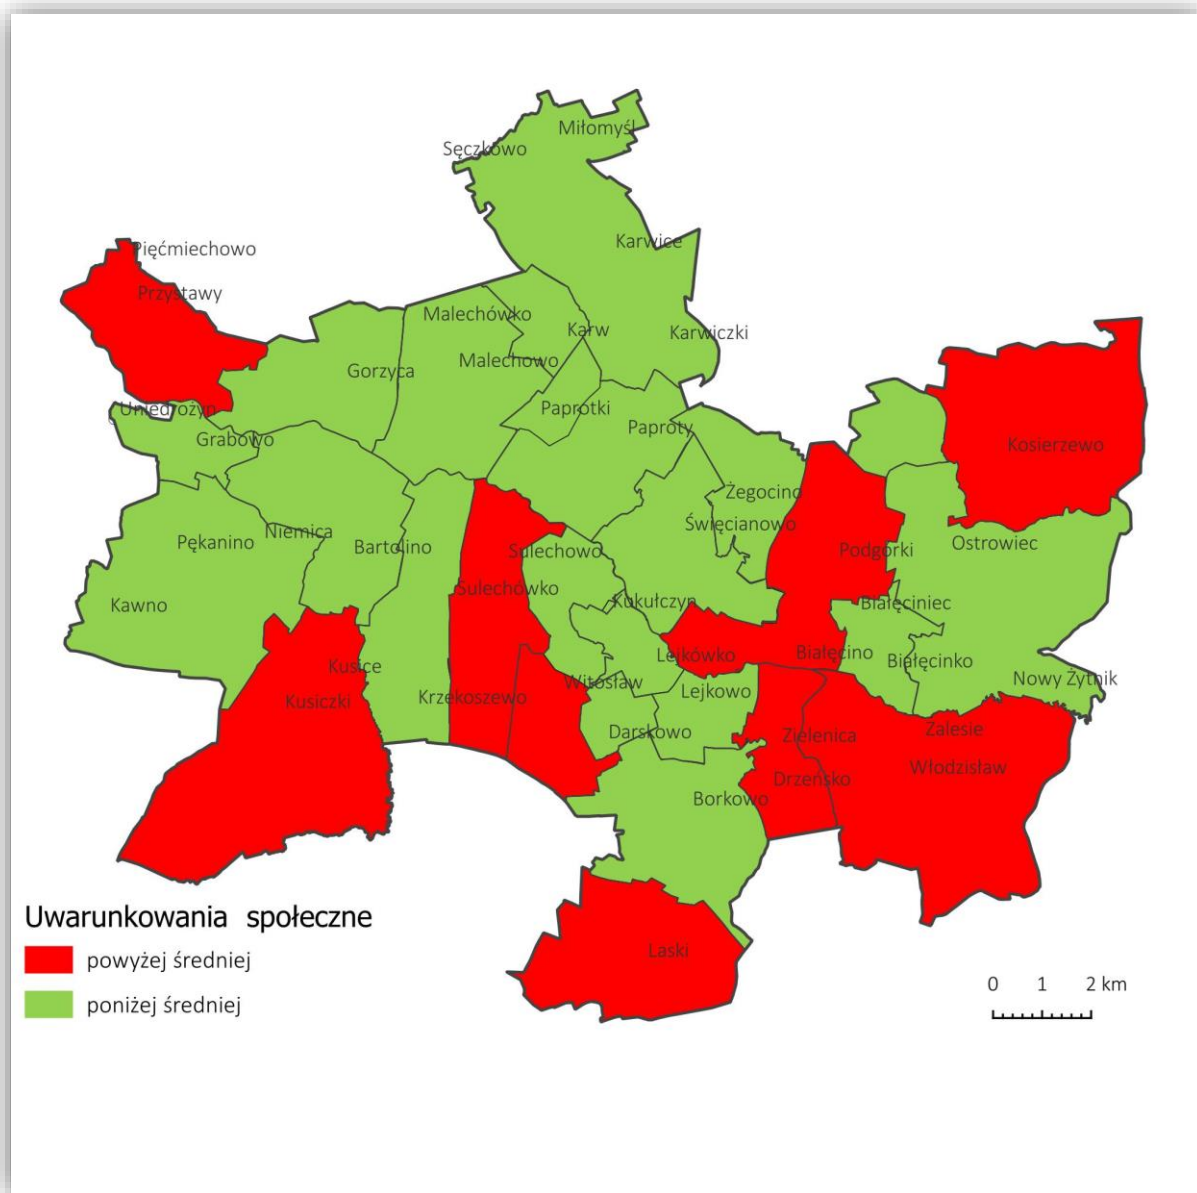 Miłomyśl
Sęczkowo
Karwice
Pięćmiechowo
Przystawy
Malechówko
Karw
Karwiczki
Malechowo
Gorzyca
Uniedrożyn
Paprotki
Paproty
Grabowo
Kosierzewo
Żegocino
Święcianowo
Niemica
Pękanino
Bartolino
Sulechowo
Podgórki
Ostrowiec
Sulechówko
Kawno
Kukułczyn
Białęciniec
Kusice
Lejkówko
Białęcino
Białęcinko
Witosław
Nowy Żytnik
Kusiczki
Krzekoszewo
Lejkowo
Darskowo
Zielenica
Zalesie
Włodzisław
Drzeńsko
Borkowo
Laski
Uwarunkowania społeczne
powyżej średniej
poniżej średniej
0 1 2 km